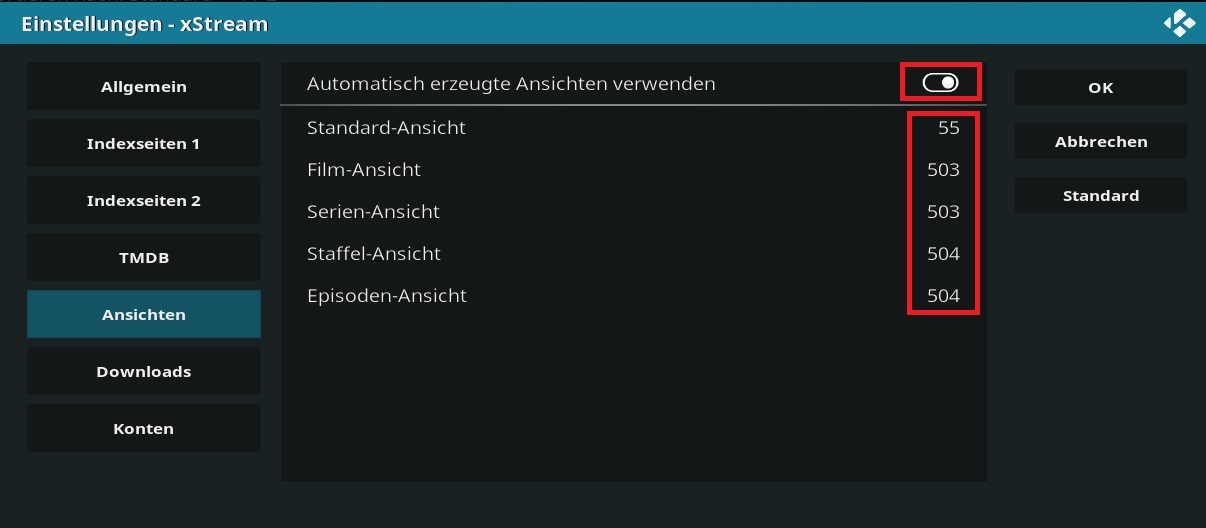 Einstellungen - xStream
Allgemein
Indexseiten 1
Indexseiten 2
TMDB
Ansichten
Downloads
Konten
Automatisch erzeugte Ansichten verwenden
Standard-Ansicht 55
Film-Ansicht 503
Serien-Ansicht 503
Staffel-Ansicht 504
Episoden-Ansicht 504
OK
Abbrechen
Standard